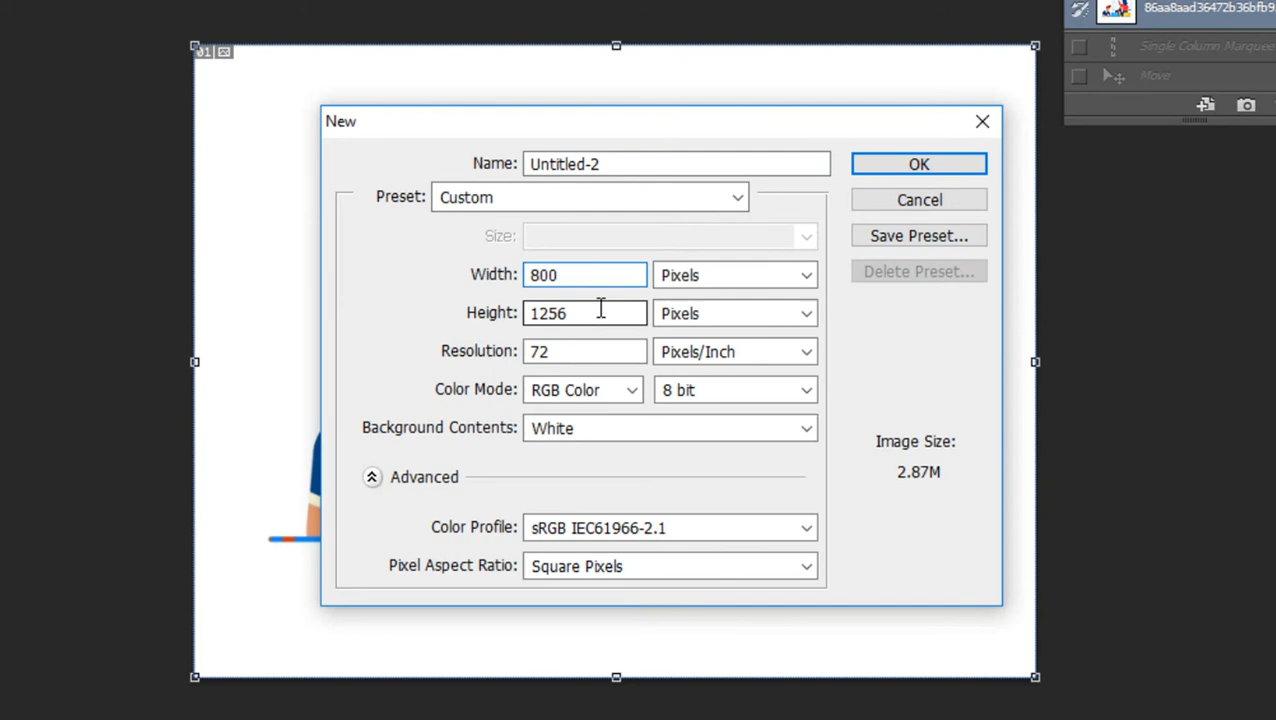 86aa8aad36472b36bfb9
01
Single Column Marquee
Move
New
Name: Untitled-2
OK
Preset: Custom
Cancel
Size:
Save Preset...
Width: 800 Pixels
Delete Preset...
Height: 1256 Pixels
Resolution: 72 Pixels/Inch
Color Mode: RGB Color 8 bit
Background Contents: White
Image Size:
2.87M
Advanced
Color Profile: sRGB IEC61966-2.1
Pixel Aspect Ratio: Square Pixels